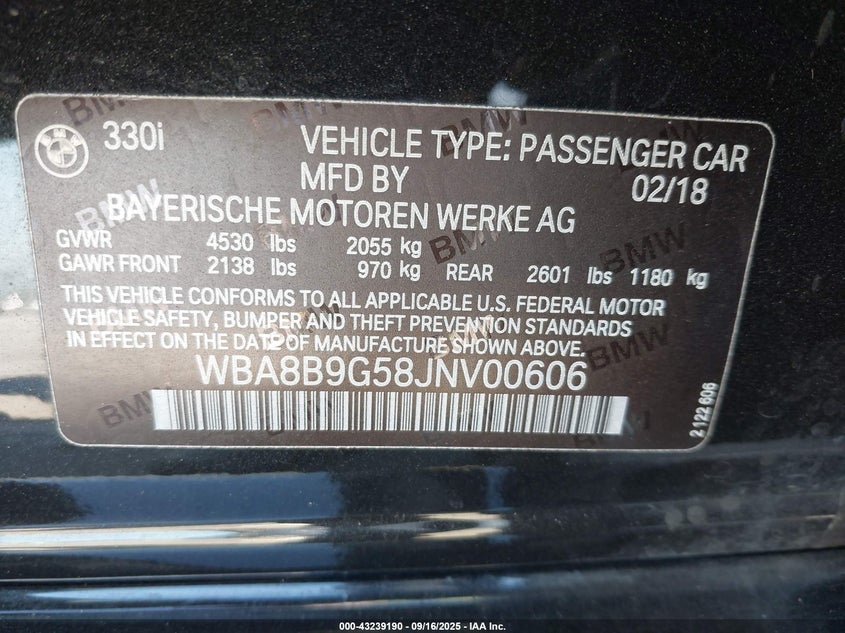 330i VEHICLE TYPE: PASSENGER CAR
MFD BY 02/18
BAYERISCHE MOTOREN WERKE AG
GVWR 4530 lbs 2055 kg
GAWR FRONT 2138 lbs 970 kg REAR 2601 lbs 1180 kg
THIS VEHICLE CONFORMS TO ALL APPLICABLE U.S. FEDERAL MOTOR
VEHICLE SAFETY, BUMPER AND THEFT PREVENTION STANDARDS
IN EFFECT ON THE DATE OF MANUFACTURE SHOWN ABOVE.
WBA8B9G58JNV00606
2 122 606
000-43239190 - 09/16/2025 - IAA Inc.